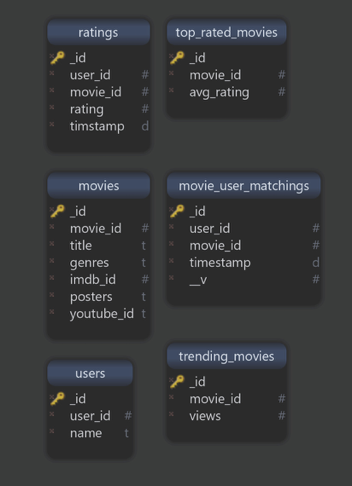 ratings
_id
user_id #
movie_id #
rating #
timstamp d
top_rated_movies
_id
movie_id #
avg_rating #
movies
_id
movie_id #
title t
genres t
imdb_id #
posters t
youtube_id t
movie_user_matchings
_id
user_id #
movie_id #
timestamp d
__v #
users
_id
user_id #
name t
trending_movies
_id
movie_id #
views #